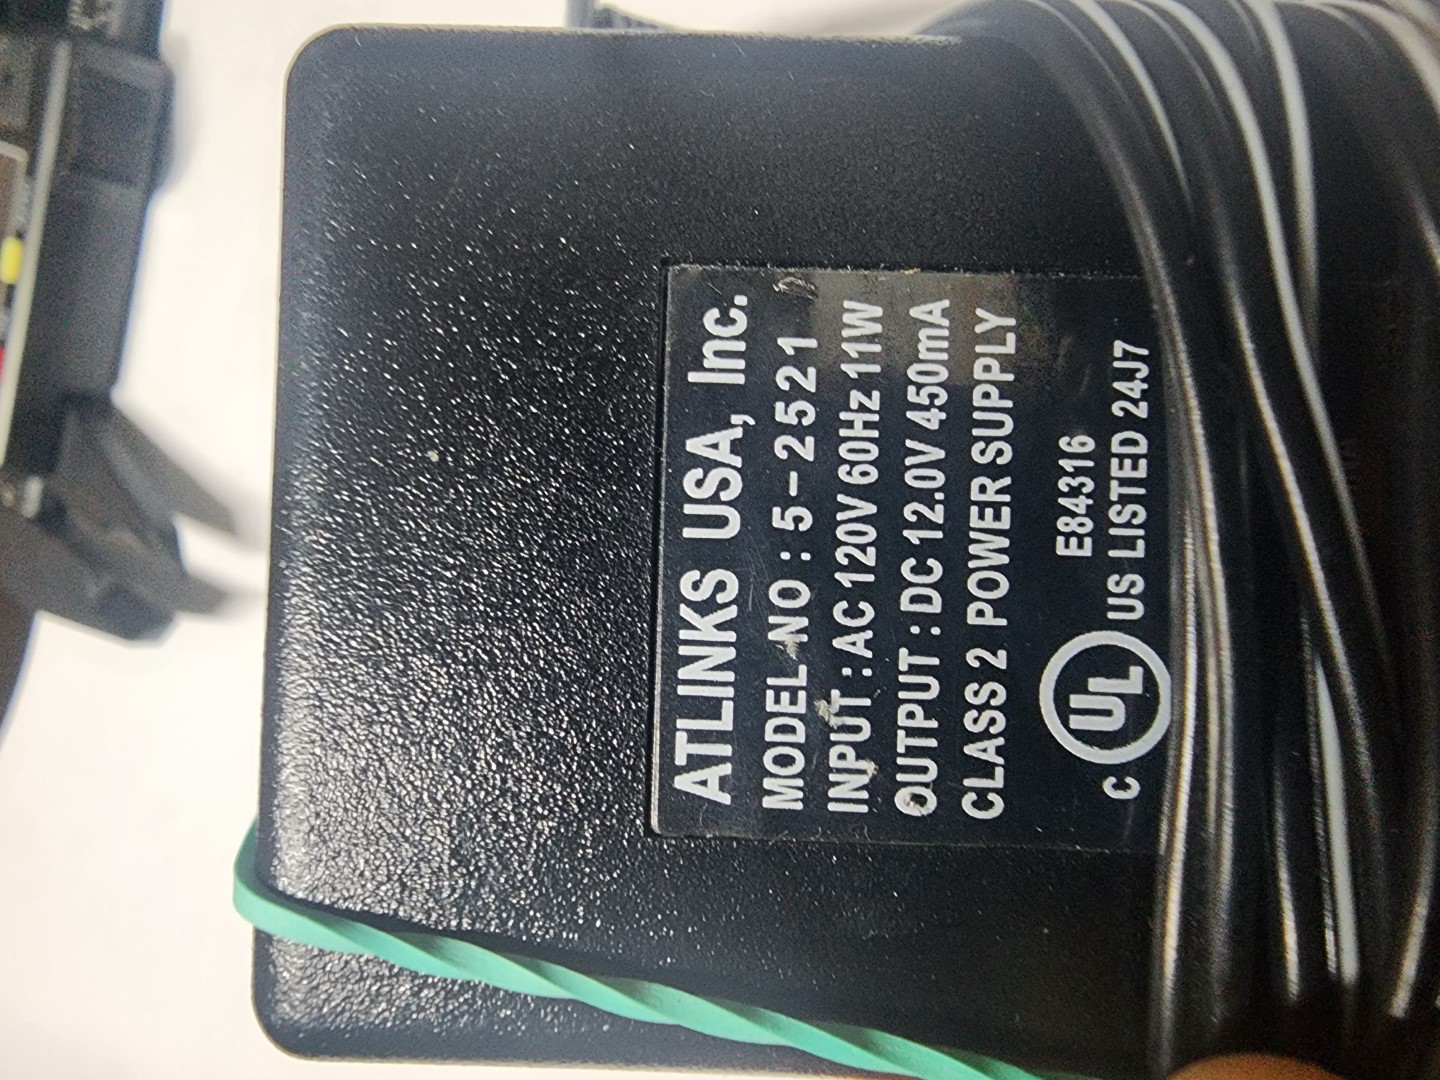 ATLINKS USA, Inc.
MODEL NO : 5-2521
INPUT : AC 120V 60Hz 11W
OUTPUT : DC 12.0V 450mA
CLASS 2 POWER SUPPLY
E84316
C UL US LISTED 24J7